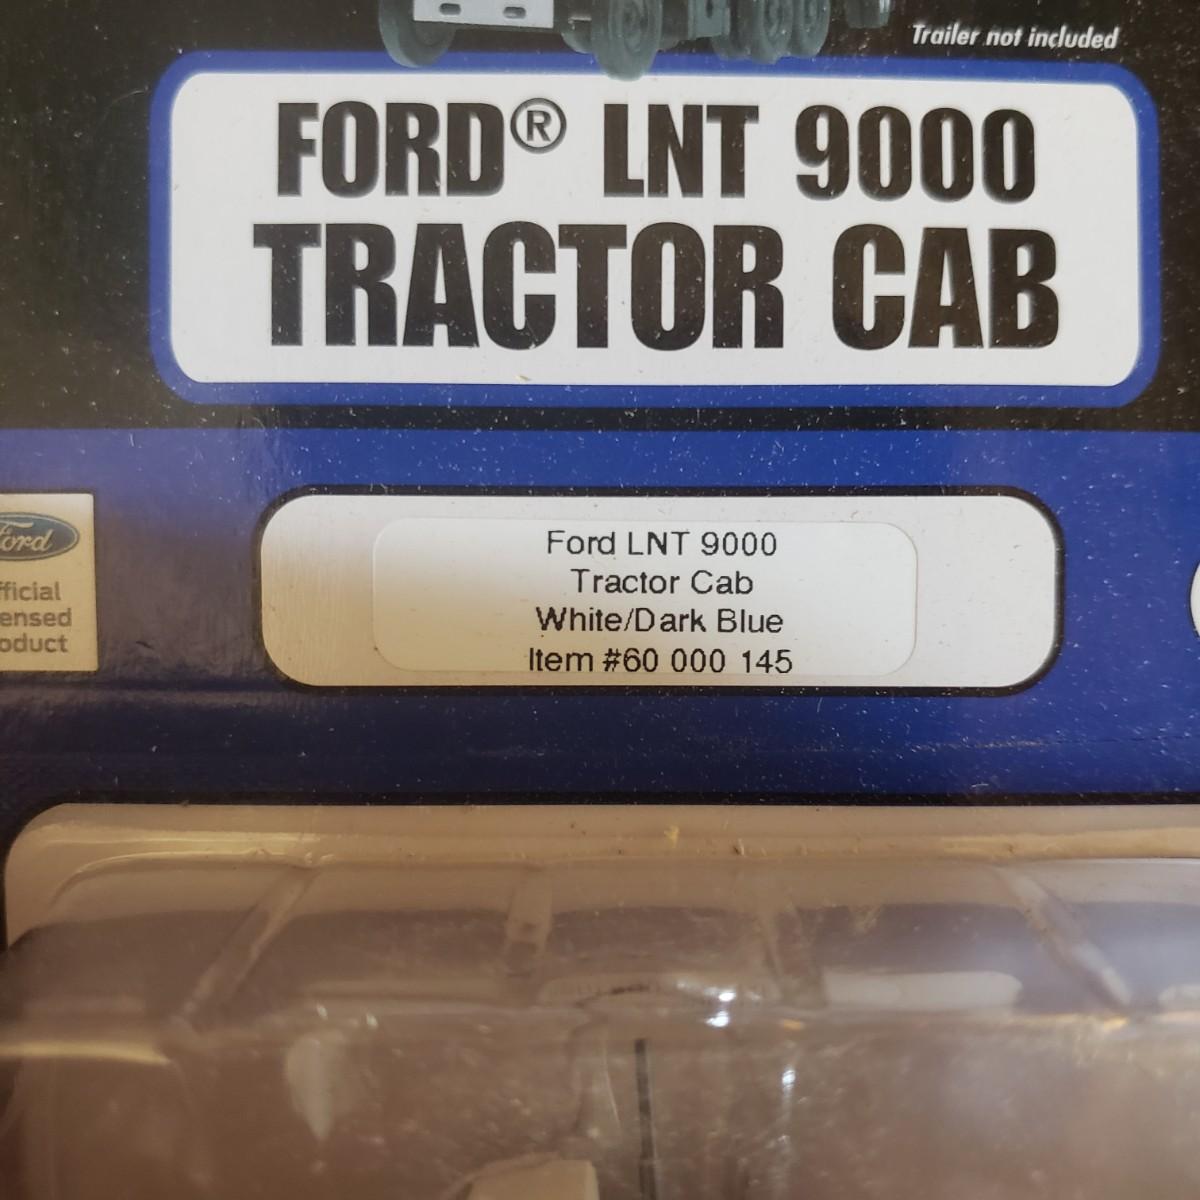 Trailer not included
FORD® LNT 9000
TRACTOR CAB
Ford
Ford LNT 9000
Tractor Cab
White/Dark Blue
Item #60 000 145